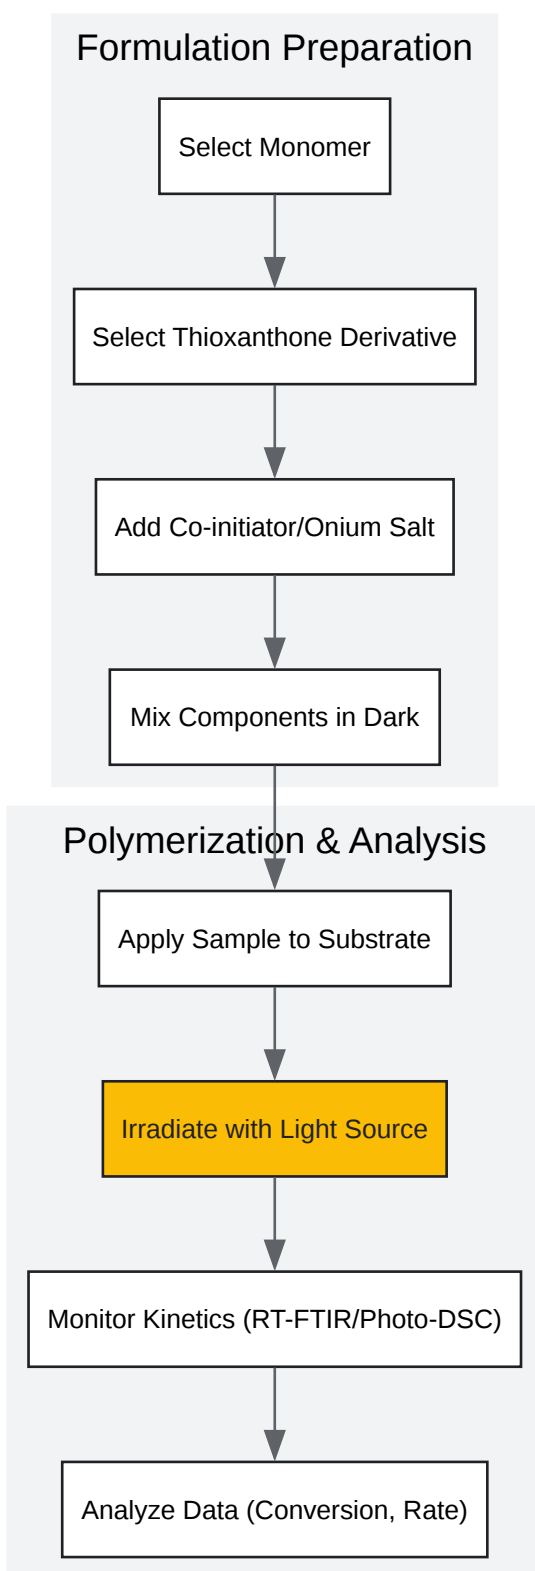 Formulation Preparation
Select Monomer
Select Thioxanthone Derivative
Add Co-initiator/Onium Salt
Mix Components in Dark
Polymerization & Analysis
Apply Sample to Substrate
Irradiate with Light Source
Monitor Kinetics (RT-FTIR/Photo-DSC)
Analyze Data (Conversion, Rate)